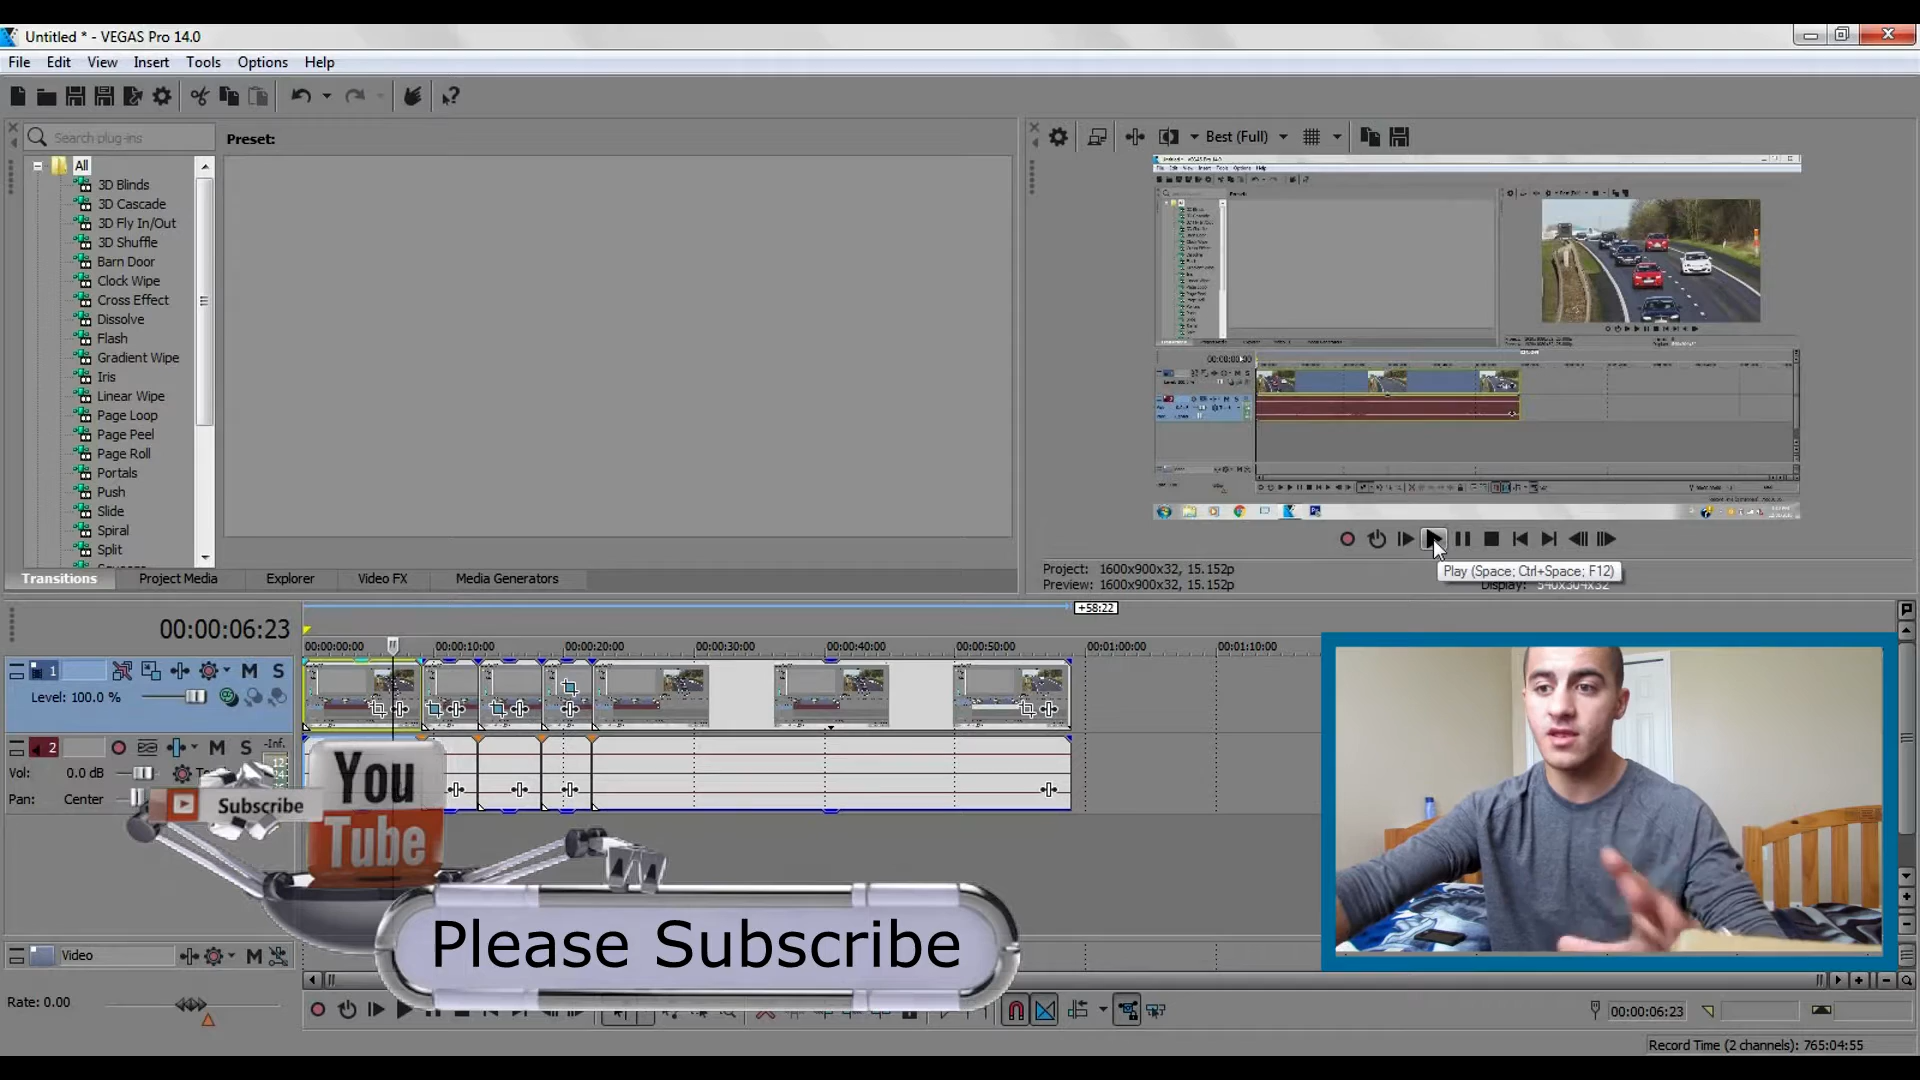 Untitled * - VEGAS Pro 14.0
File Edit View Insert Tools Options Help
Search plug-ins
Preset:
Best (Full)
All
3D Blinds
3D Cascade
3D Fly In/Out
3D Shuffle
Barn Door
Clock Wipe
Cross Effect
Dissolve
Flash
Gradient Wipe
Iris
Linear Wipe
Page Loop
Page Peel
Page Roll
Portals
Push
Slide
Spiral
Split
Transitions Project Media Explorer Video FX Media Generators
Play (Space; Ctrl+Space; F12)
Project: 1600x900x32, 15.152p
Preview: 1600x900x32, 15.152p
Display: 540x304x32
+58:22
00:00:06:23
00:00:00:00 00:00:10:00 00:00:20:00 00:00:30:00 00:00:40:00 00:00:50:00 00:01:00:00 00:01:10:00
1 M S
Level: 100.0 %
2 M S -Inf.
Vol: 0.0 dB
12
24
Pan: Center
Subscribe
You
Tube
Please Subscribe
Video M
Rate: 0.00
00:00:06:23
Record Time (2 channels): 765:04:55